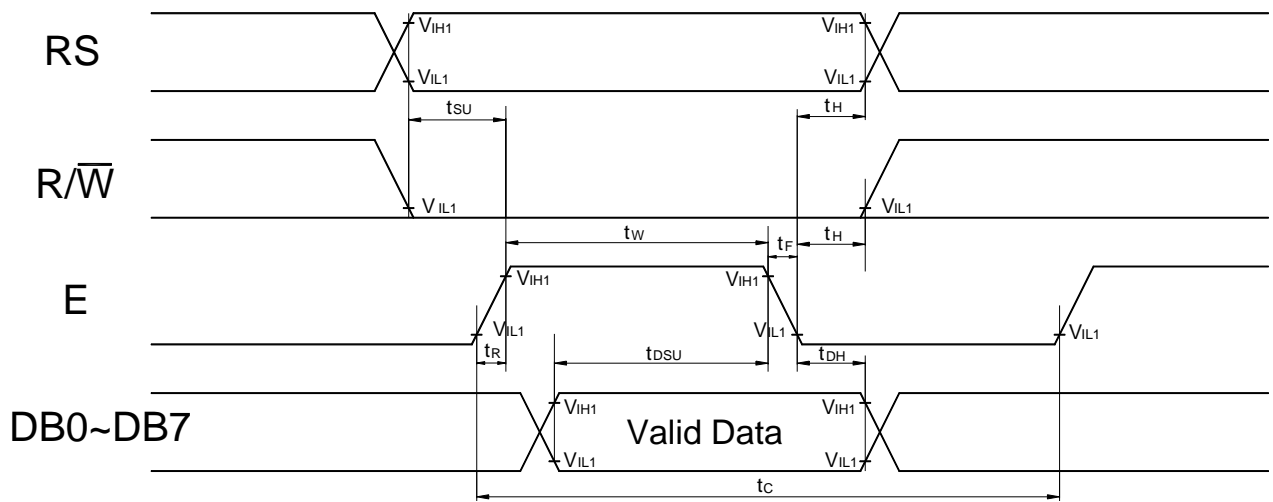 RS
VIH1
VIH1
VIL1
VIL1
tSU
tH
R/W̅
VIL1
VIL1
tW
tF
tH
E
VIH1
VIH1
VIL1
VIL1
VIL1
tR
tDSU
tDH
DB0~DB7
VIH1
Valid Data
VIH1
VIL1
VIL1
tC